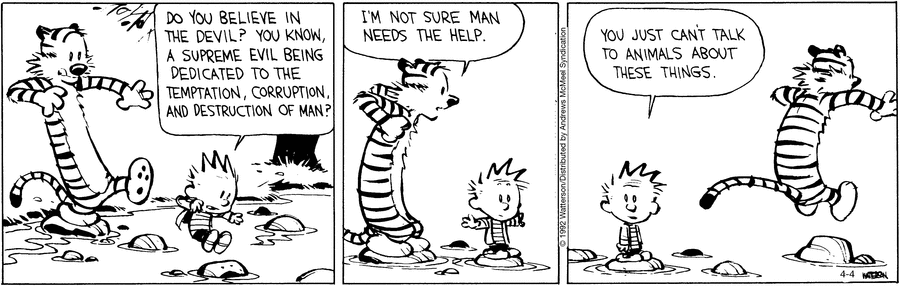 DO YOU BELIEVE IN
THE DEVIL? YOU KNOW,
A SUPREME EVIL BEING
DEDICATED TO THE
TEMPTATION, CORRUPTION,
AND DESTRUCTION OF MAN?
I'M NOT SURE MAN
NEEDS THE HELP.
© 1992 Watterson/Distributed by Andrews McMeel Syndication
YOU JUST CAN'T TALK
TO ANIMALS ABOUT
THESE THINGS.
4-4 WATTERSON